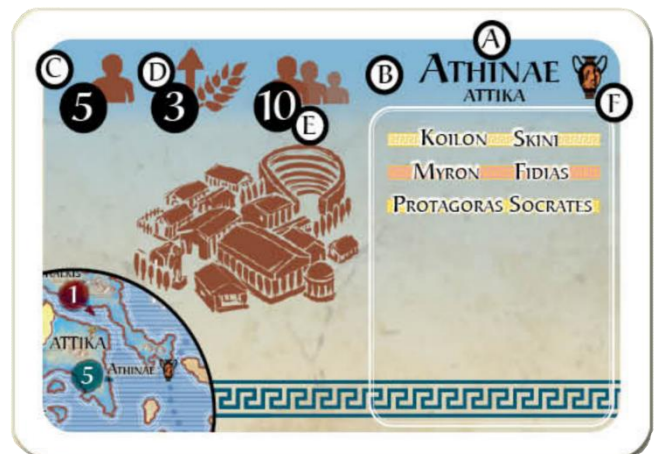 A
C
D
B
ATHINAE
ATTIKA
5
3
10
E
F
KOILON SKINI
MYRON FIDIAS
PROTAGORAS SOCRATES
1
ATTIKA
ATHINAE
5